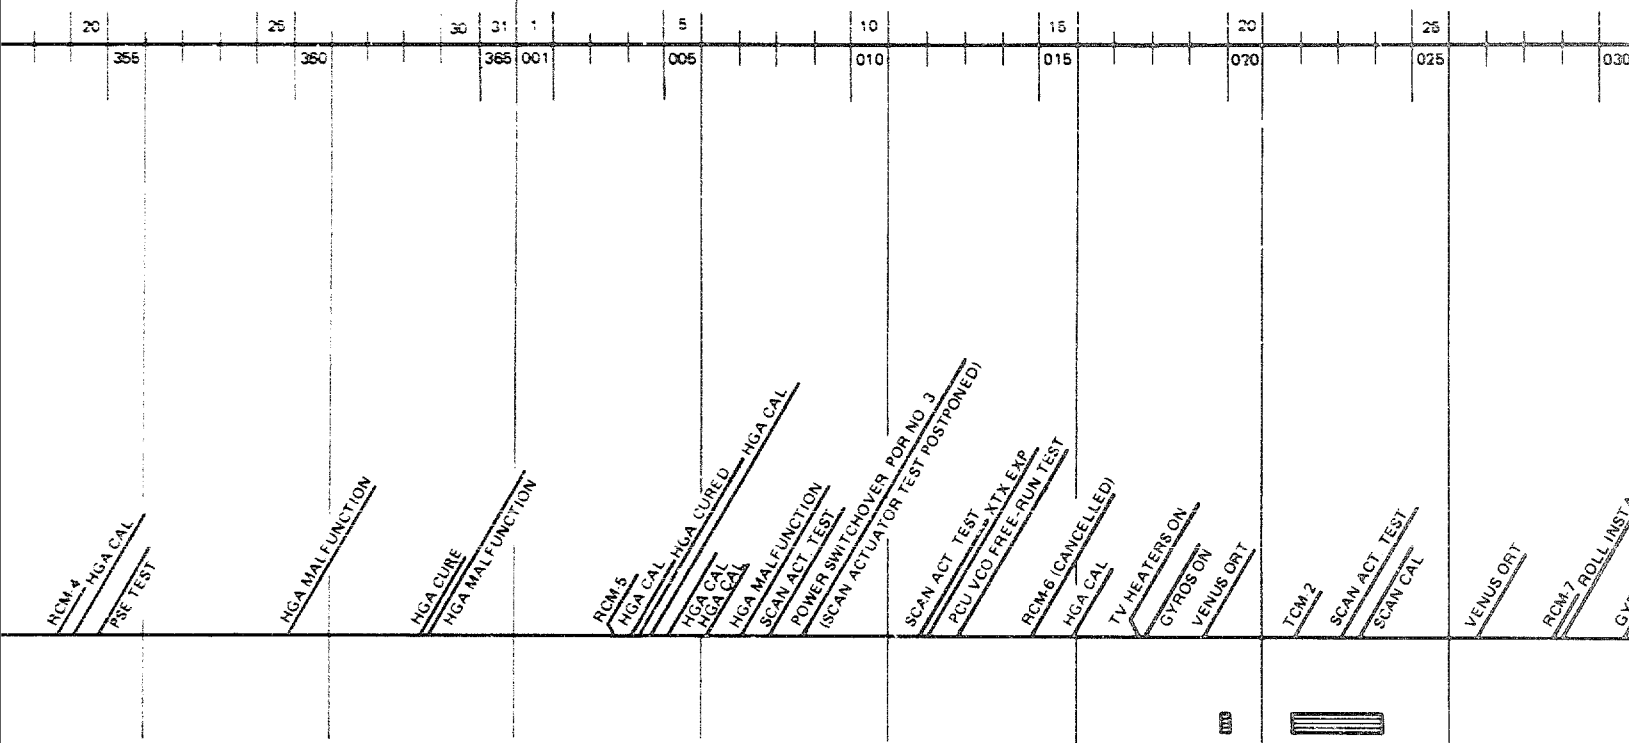 20 25 30 31 1 5 10 15 20 25
355 360 365 001 005 010 015 020 025 030
RCM-4
HGA CAL
PSE TEST
HGA MALFUNCTION
HGA CURE
HGA MALFUNCTION
RCM-5
HGA CAL
HGA CURED
HGA CAL
HGA CAL
HGA CAL
HGA MALFUNCTION
SCAN ACT. TEST
POWER SWITCHOVER POR NO 3
(SCAN ACTUATOR TEST POSTPONED)
SCAN ACT TEST
XTX EXP
PCU VCO FREE-RUN TEST
RCM-6 (CANCELLED)
HGA CAL
TV HEATERS ON
GYROS ON
VENUS ORT
TCM-2
SCAN ACT TEST
SCAN CAL
VENUS ORT
RCM-7
ROLL INST